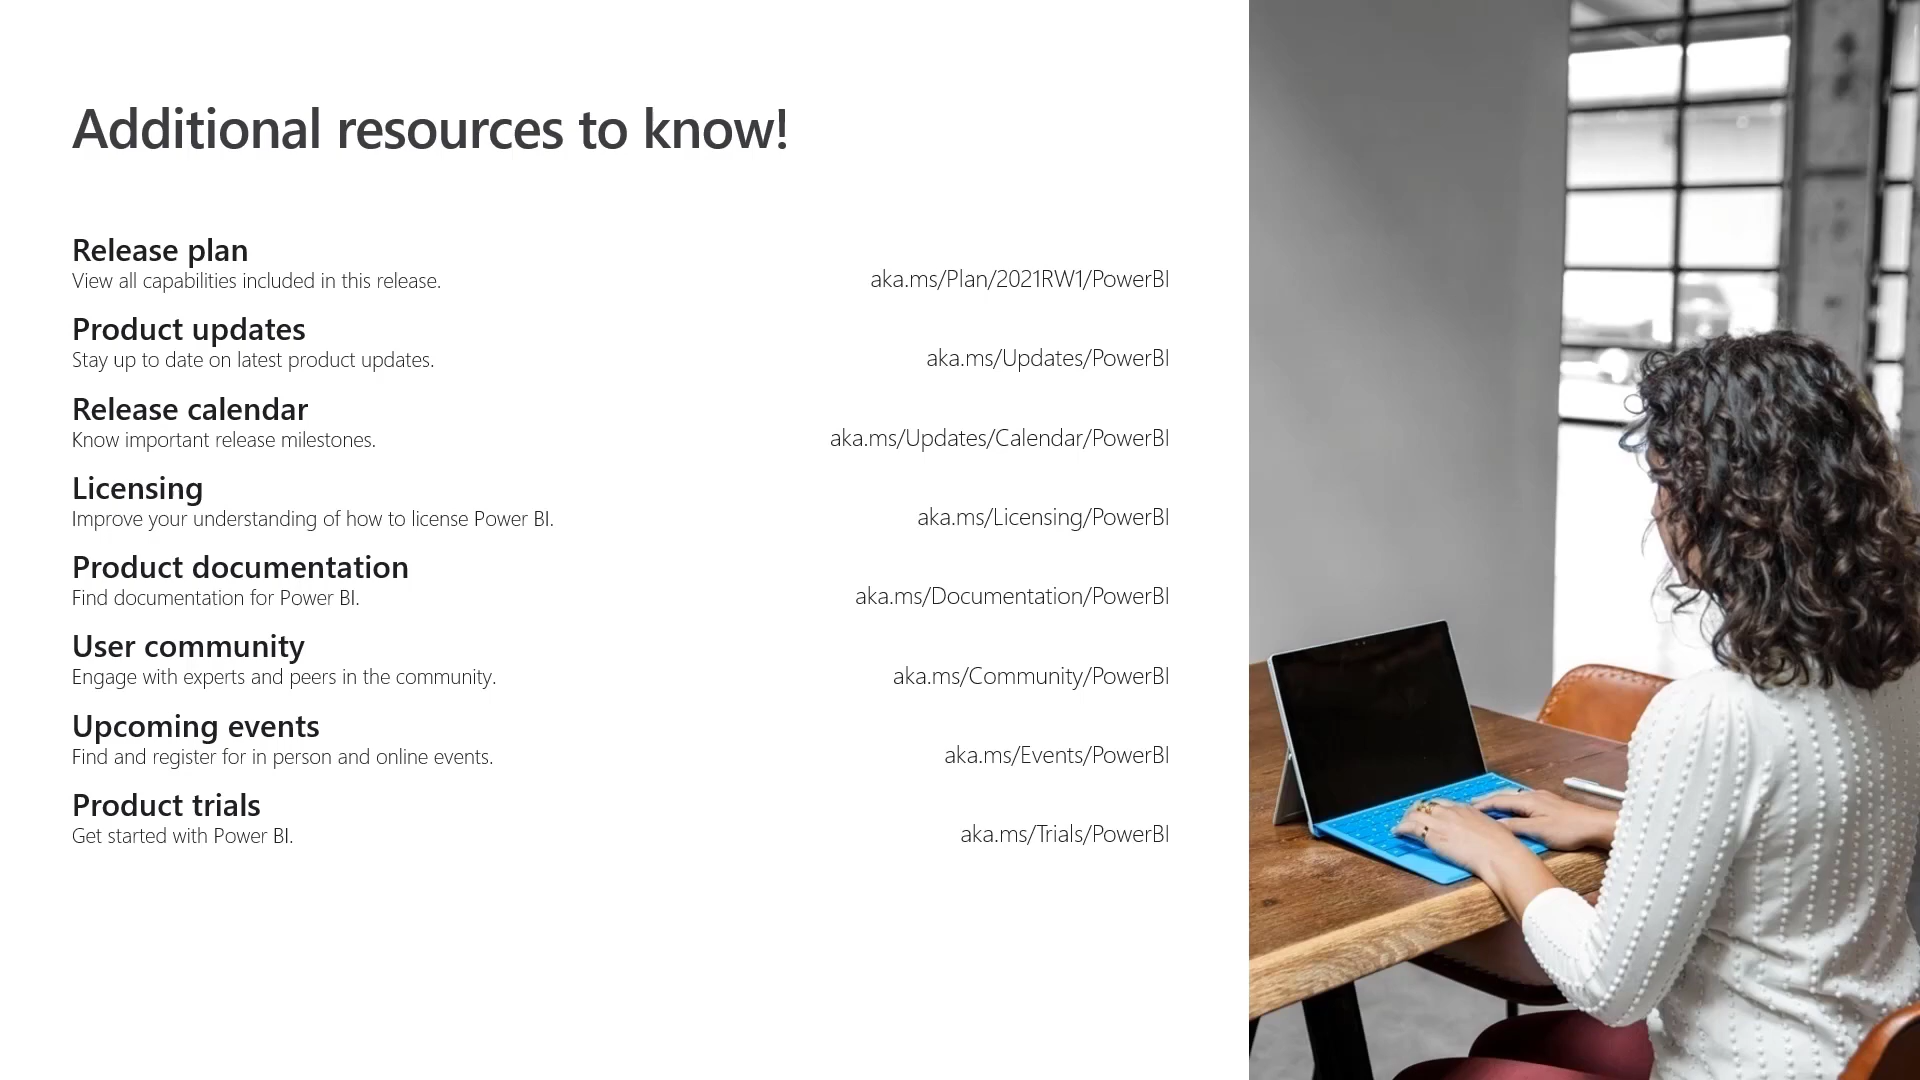 Additional resources to know!
Release plan
View all capabilities included in this release.
aka.ms/Plan/2021RW1/PowerBI
Product updates
Stay up to date on latest product updates.
aka.ms/Updates/PowerBI
Release calendar
Know important release milestones.
aka.ms/Updates/Calendar/PowerBI
Licensing
Improve your understanding of how to license Power BI.
aka.ms/Licensing/PowerBI
Product documentation
Find documentation for Power BI.
aka.ms/Documentation/PowerBI
User community
Engage with experts and peers in the community.
aka.ms/Community/PowerBI
Upcoming events
Find and register for in person and online events.
aka.ms/Events/PowerBI
Product trials
Get started with Power BI.
aka.ms/Trials/PowerBI